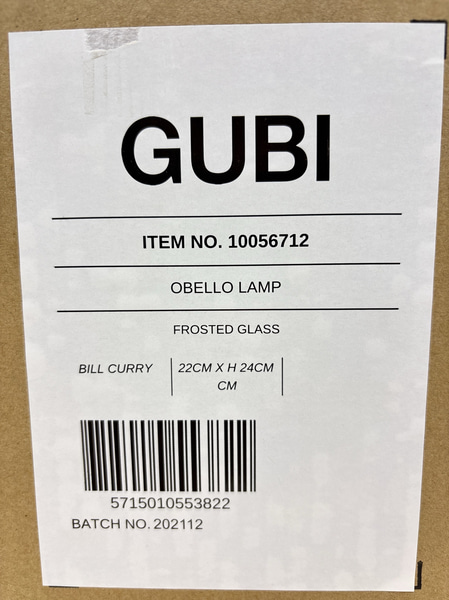 GUBI
ITEM NO. 10056712
OBELLO LAMP
FROSTED GLASS
BILL CURRY
22CM X H 24CM
CM
5715010553822
BATCH NO. 202112